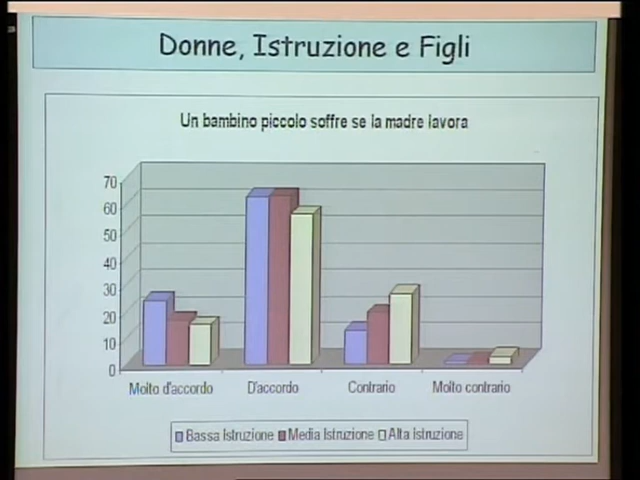 Donne, Istruzione e Figli
Un bambino piccolo soffre se la madre lavora
70
60
50
40
30
20
10
0
Molto d'accordo D'accordo Contrario Molto contrario
Bassa Istruzione Media Istruzione Alta Istruzione